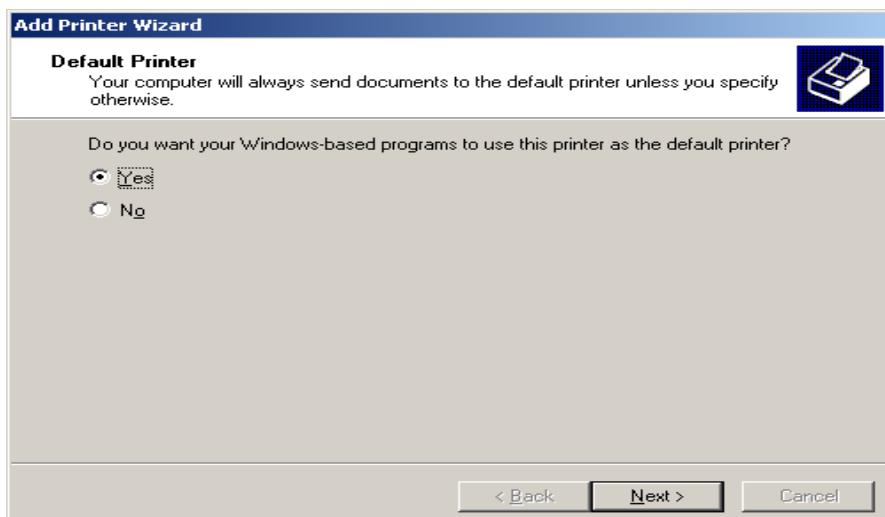 Add Printer Wizard
Default Printer
Your computer will always send documents to the default printer unless you specify
otherwise.
Do you want your Windows-based programs to use this printer as the default printer?
Yes
No
< Back
Next >
Cancel